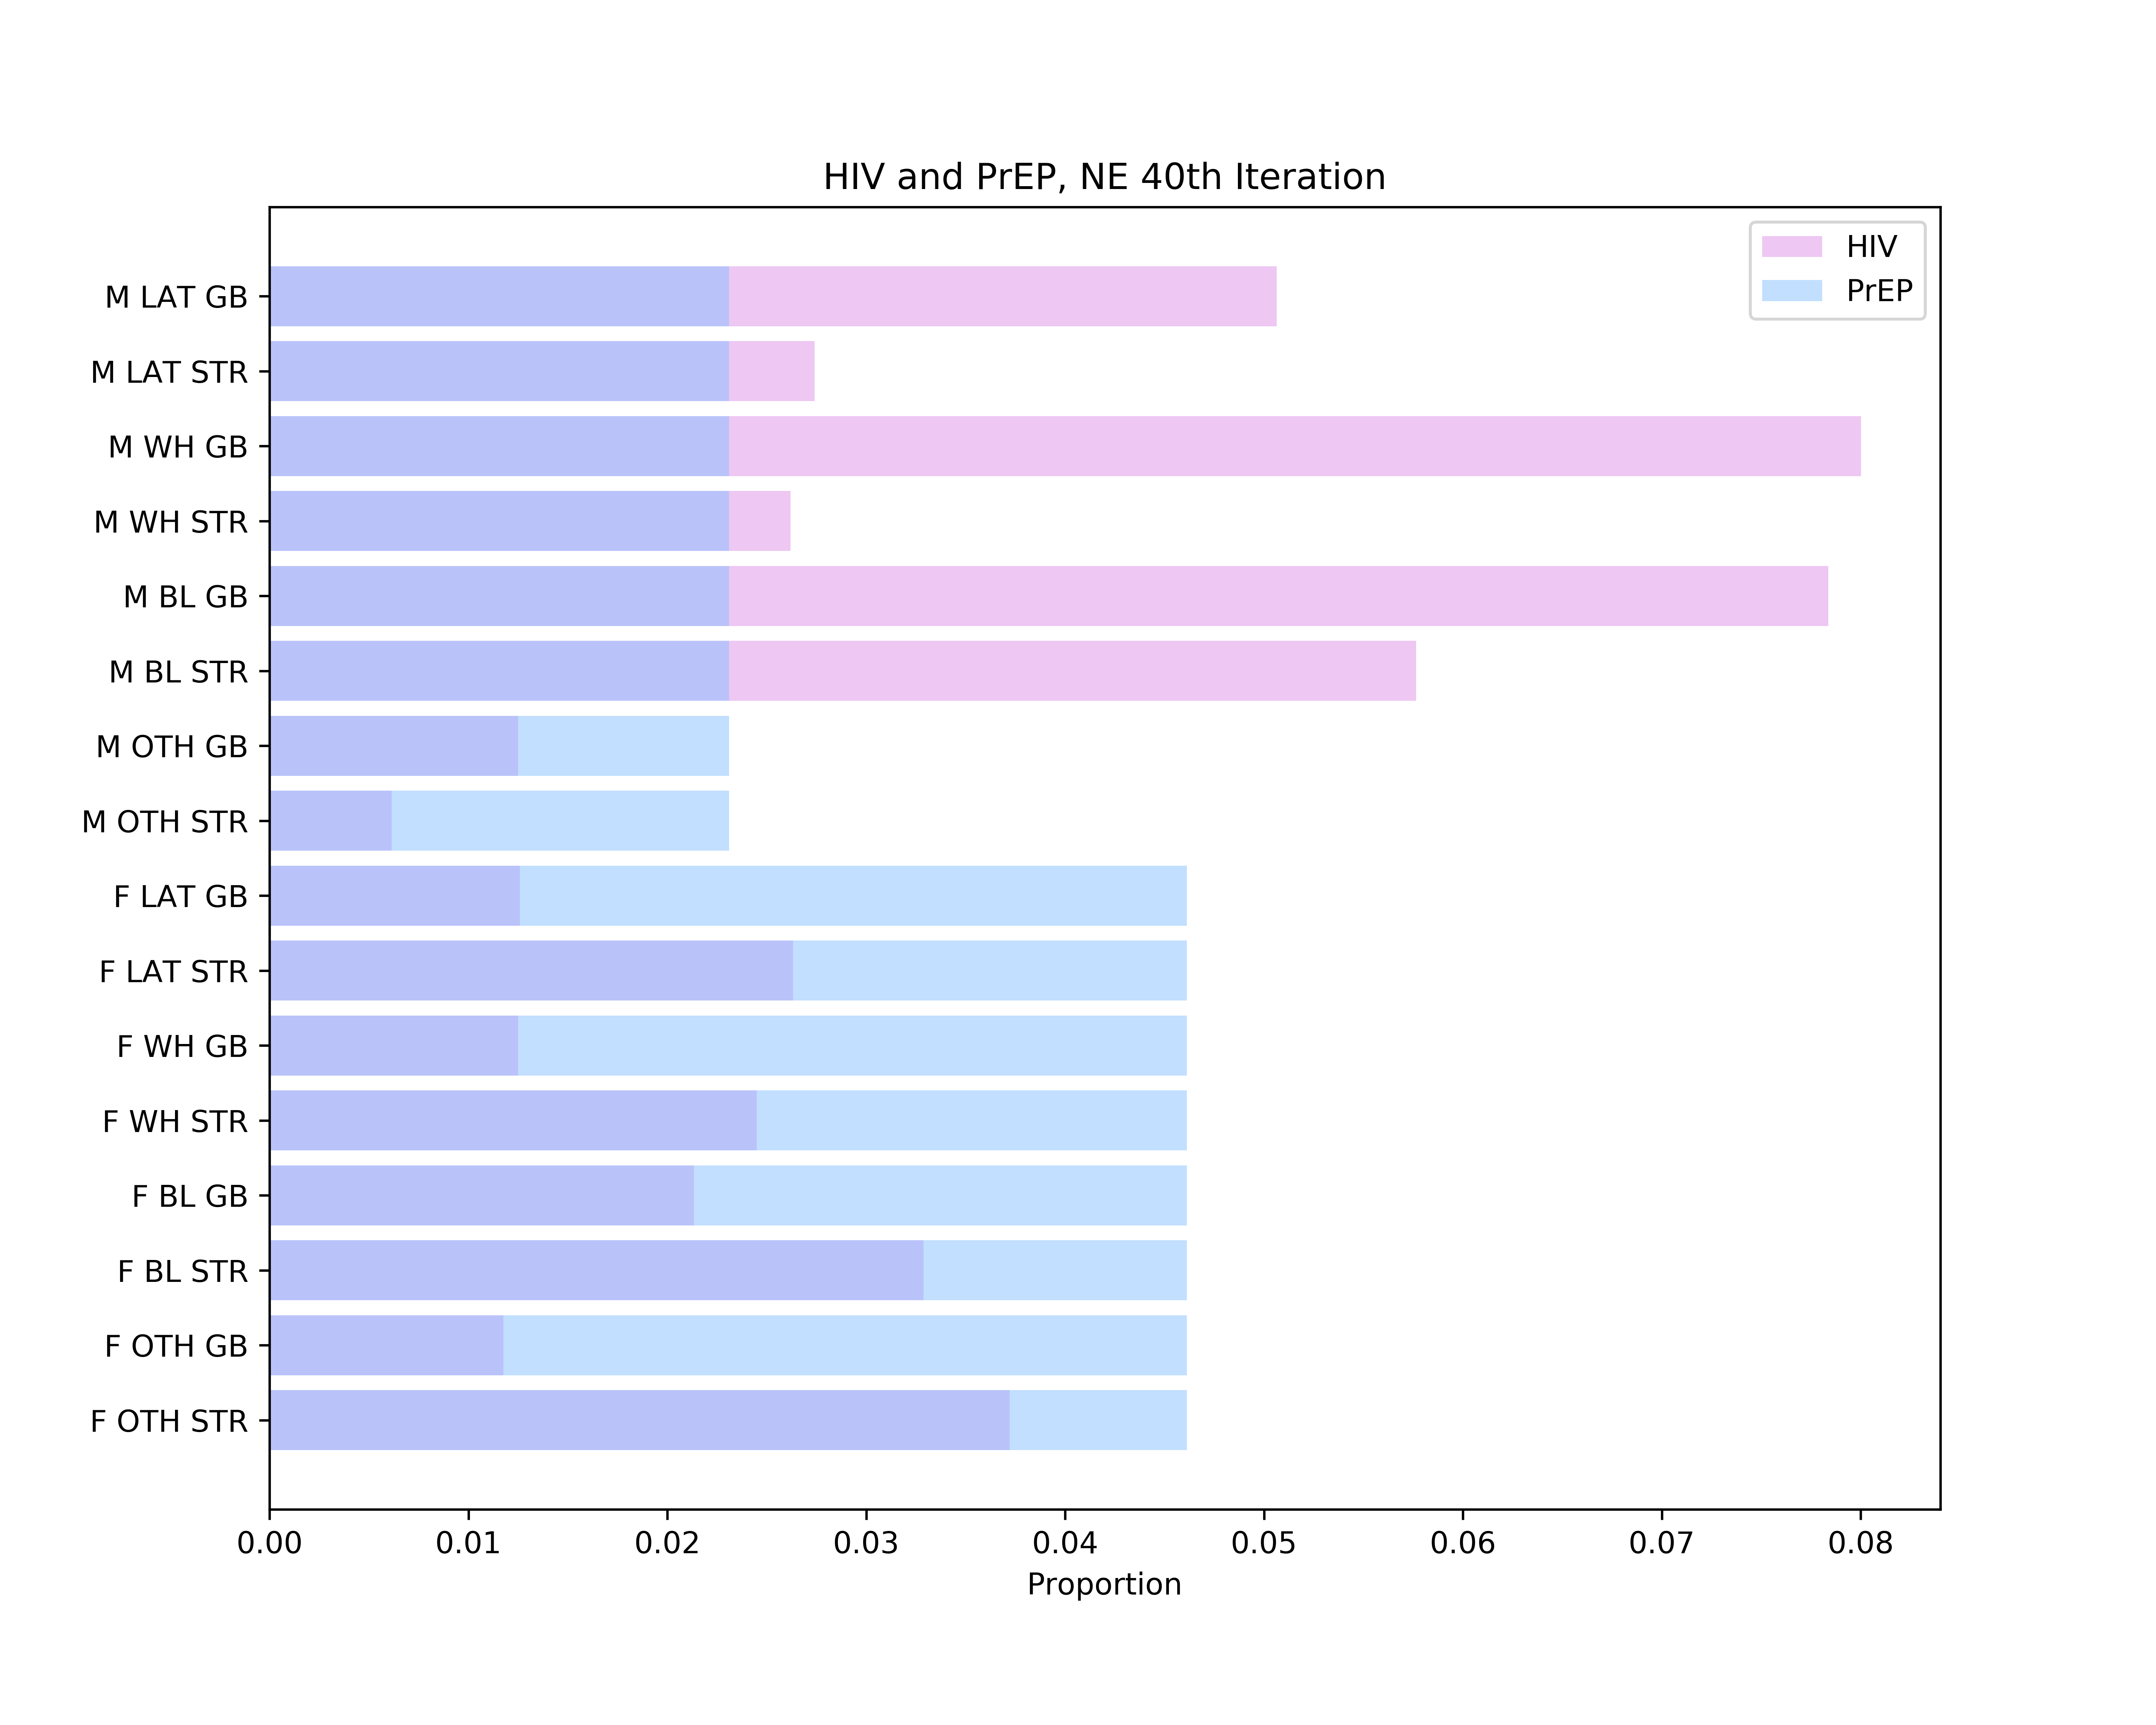 HIV and PrEP, NE 40th Iteration
HIV
PrEP
M LAT GB
M LAT STR
M WH GB
M WH STR
M BL GB
M BL STR
M OTH GB
M OTH STR
F LAT GB
F LAT STR
F WH GB
F WH STR
F BL GB
F BL STR
F OTH GB
F OTH STR
0.00 0.01 0.02 0.03 0.04 0.05 0.06 0.07 0.08
Proportion